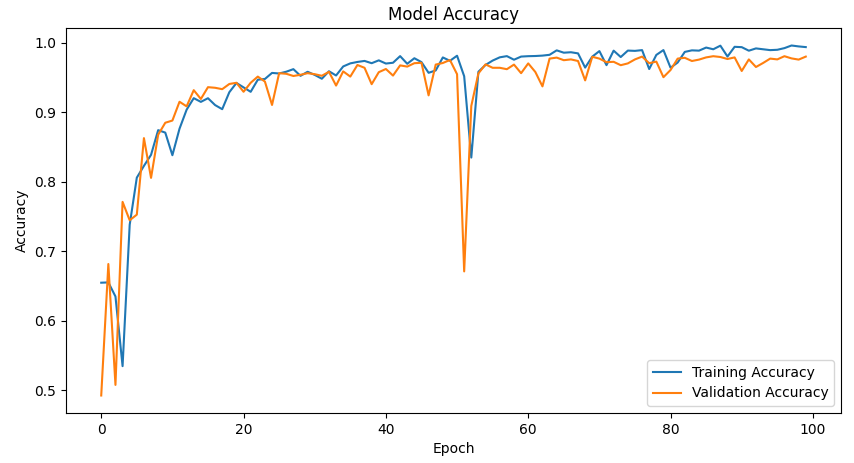 Model Accuracy
1.0
0.9
0.8
0.7
0.6
0.5
Accuracy
0 20 40 60 80 100
Epoch
Training Accuracy
Validation Accuracy